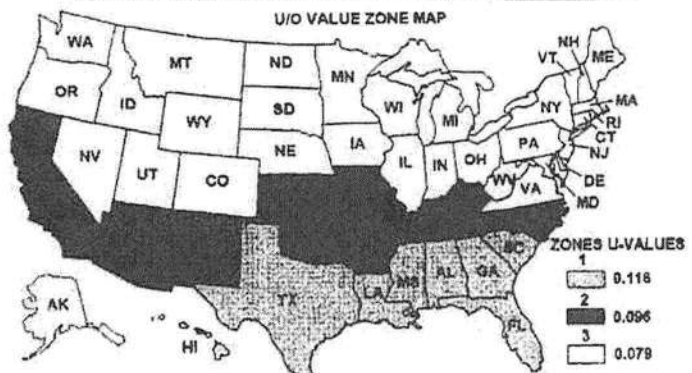 U/O VALUE ZONE MAP
WA
MT
ND
MN
OR
ID
SD
WI
MI
VT
NH
ME
NY
MA
RI
CT
WY
NV
UT
CO
NE
IA
IL
IN
OH
PA
NJ
WV
VA
DE
MD
TX
LA
MS
AL
GA
SC
FL
AK
HI
ZONES U-VALUES
1
0.116
2
0.096
3
0.079